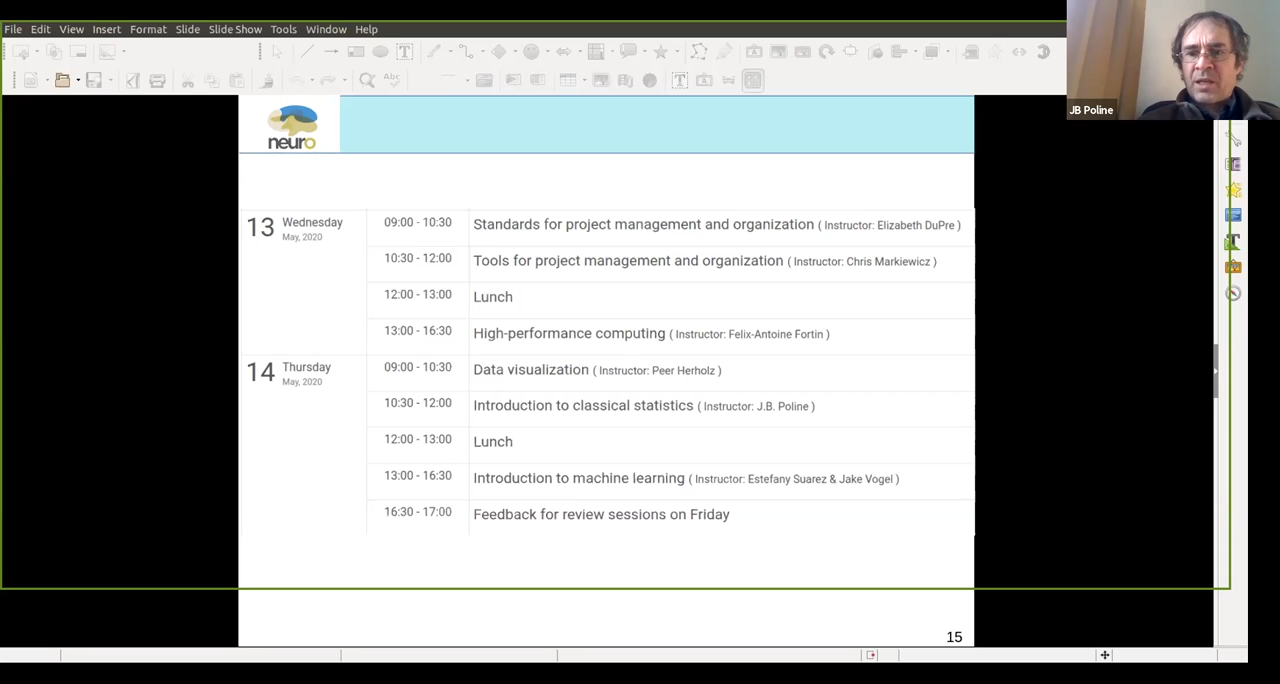 File Edit View Insert Format Slide Slide Show Tools Window Help
JB Poline
neuro
13 Wednesday
May, 2020
09:00 - 10:30 Standards for project management and organization ( Instructor: Elizabeth DuPre )
10:30 - 12:00 Tools for project management and organization ( Instructor: Chris Markiewicz )
12:00 - 13:00 Lunch
13:00 - 16:30 High-performance computing ( Instructor: Felix-Antoine Fortin )
14 Thursday
May, 2020
09:00 - 10:30 Data visualization ( Instructor: Peer Herholz )
10:30 - 12:00 Introduction to classical statistics ( Instructor: J.B. Poline )
12:00 - 13:00 Lunch
13:00 - 16:30 Introduction to machine learning ( Instructor: Estefany Suarez & Jake Vogel )
16:30 - 17:00 Feedback for review sessions on Friday
15